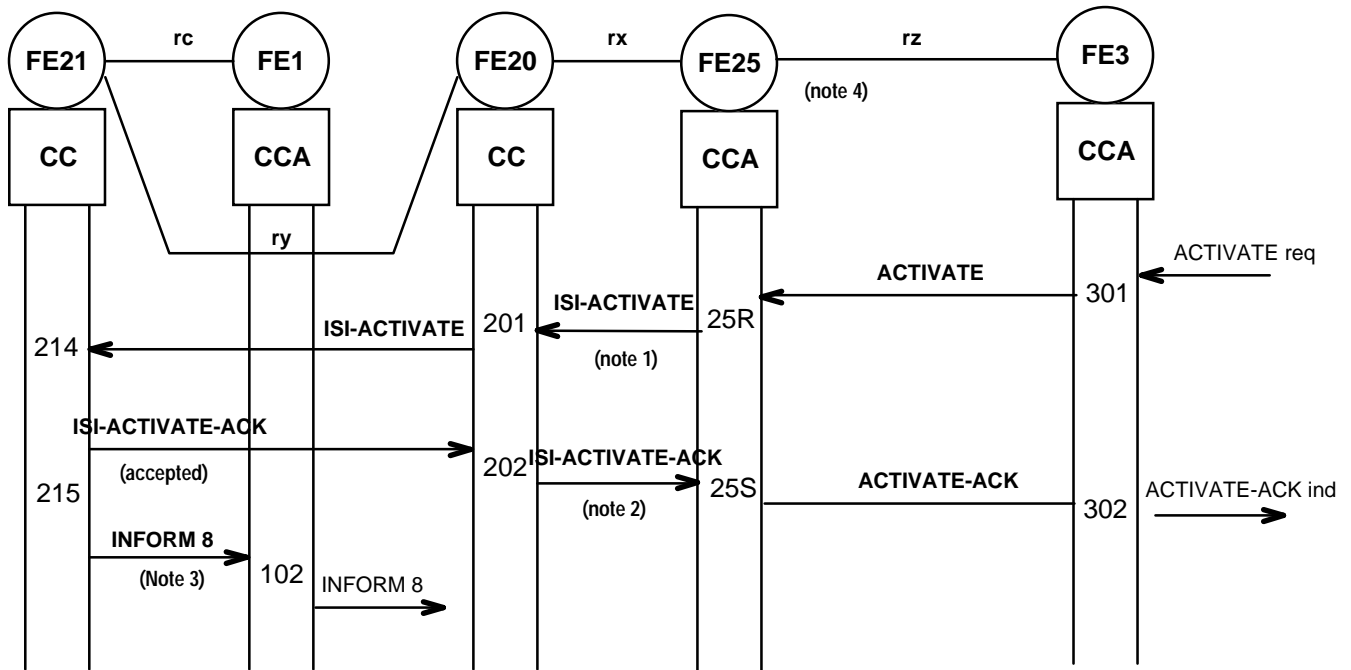 rc
rx
rz
FE21
FE1
FE20
FE25
FE3
(note 4)
CC
CCA
CC
CCA
CCA
ry
ACTIVATE req
ACTIVATE
301
ISI-ACTIVATE
201
25R
ISI-ACTIVATE
214
(note 1)
ISI-ACTIVATE-ACK
(accepted)
202
ISI-ACTIVATE-ACK
25S
(note 2)
ACTIVATE-ACK
302
ACTIVATE-ACK ind
215
INFORM 8
(Note 3)
102
INFORM 8